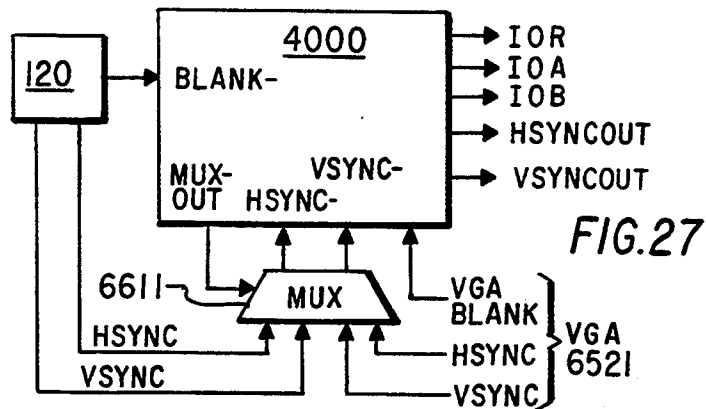 4000
120
BLANK-
IOR
IOA
IOB
HSYNCOUT
VSYNCOUT
MUX-
OUT
HSYNC-
VSYNC-
FIG.27
6611
MUX
VGA
BLANK
HSYNC
VSYNC
VGA
6521
HSYNC
VSYNC